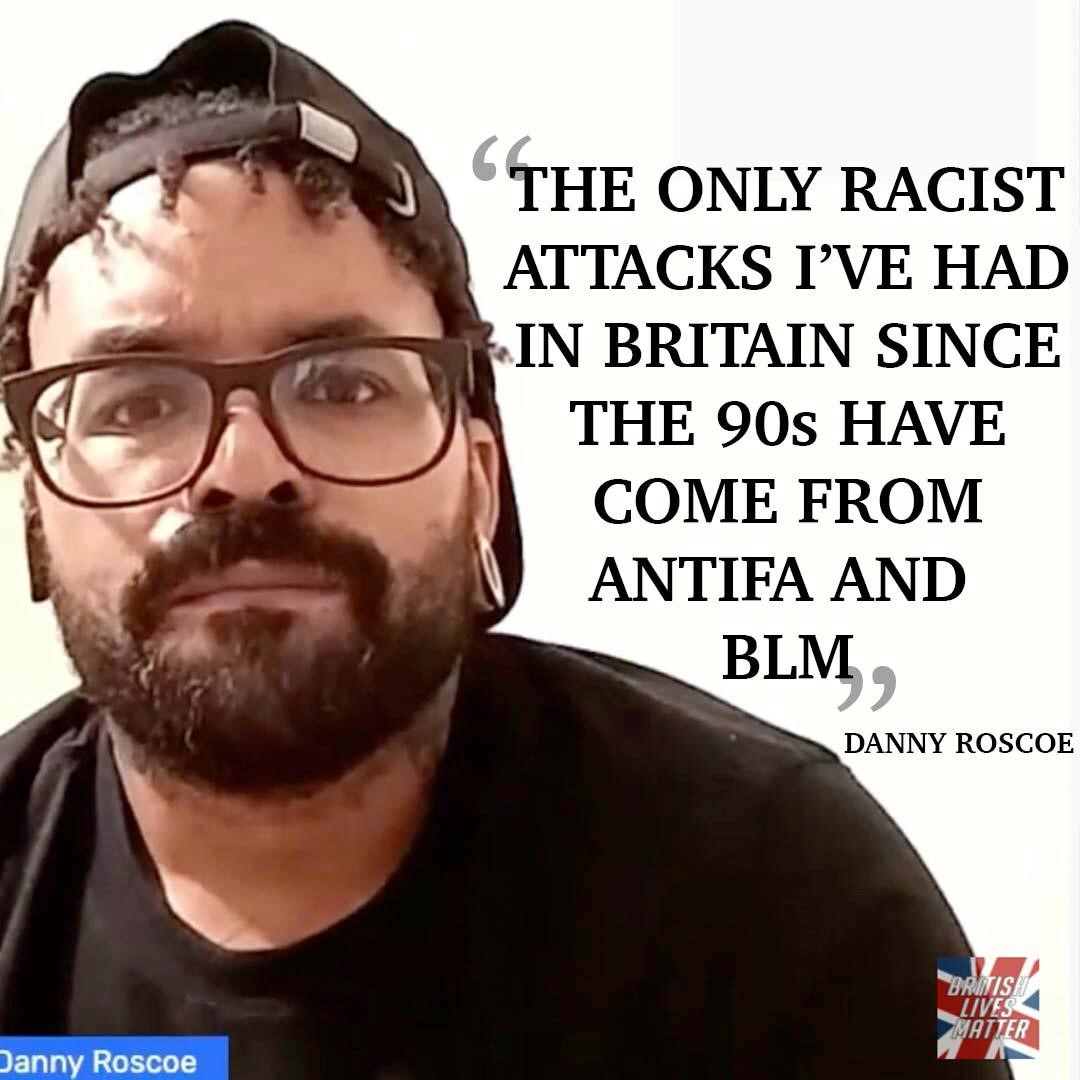 “THE ONLY RACIST
ATTACKS I’VE HAD
IN BRITAIN SINCE
THE 90s HAVE
COME FROM
ANTIFA AND
BLM”
DANNY ROSCOE
BRITISH
LIVES
MATTER
Danny Roscoe